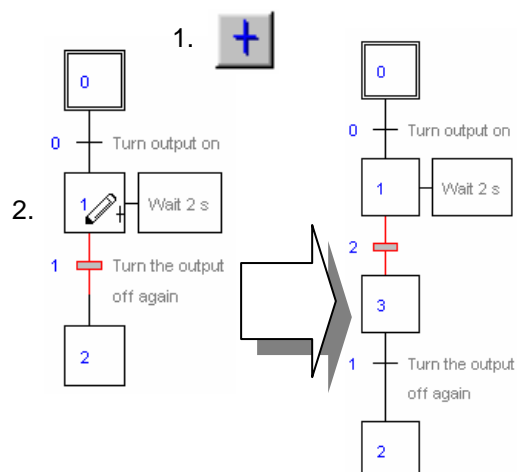 1.
0
0 Turn output on
2.
1 Wait 2 s
1 Turn the output
off again
2
0
0 Turn output on
1 Wait 2 s
2
3
1 Turn the output
off again
2